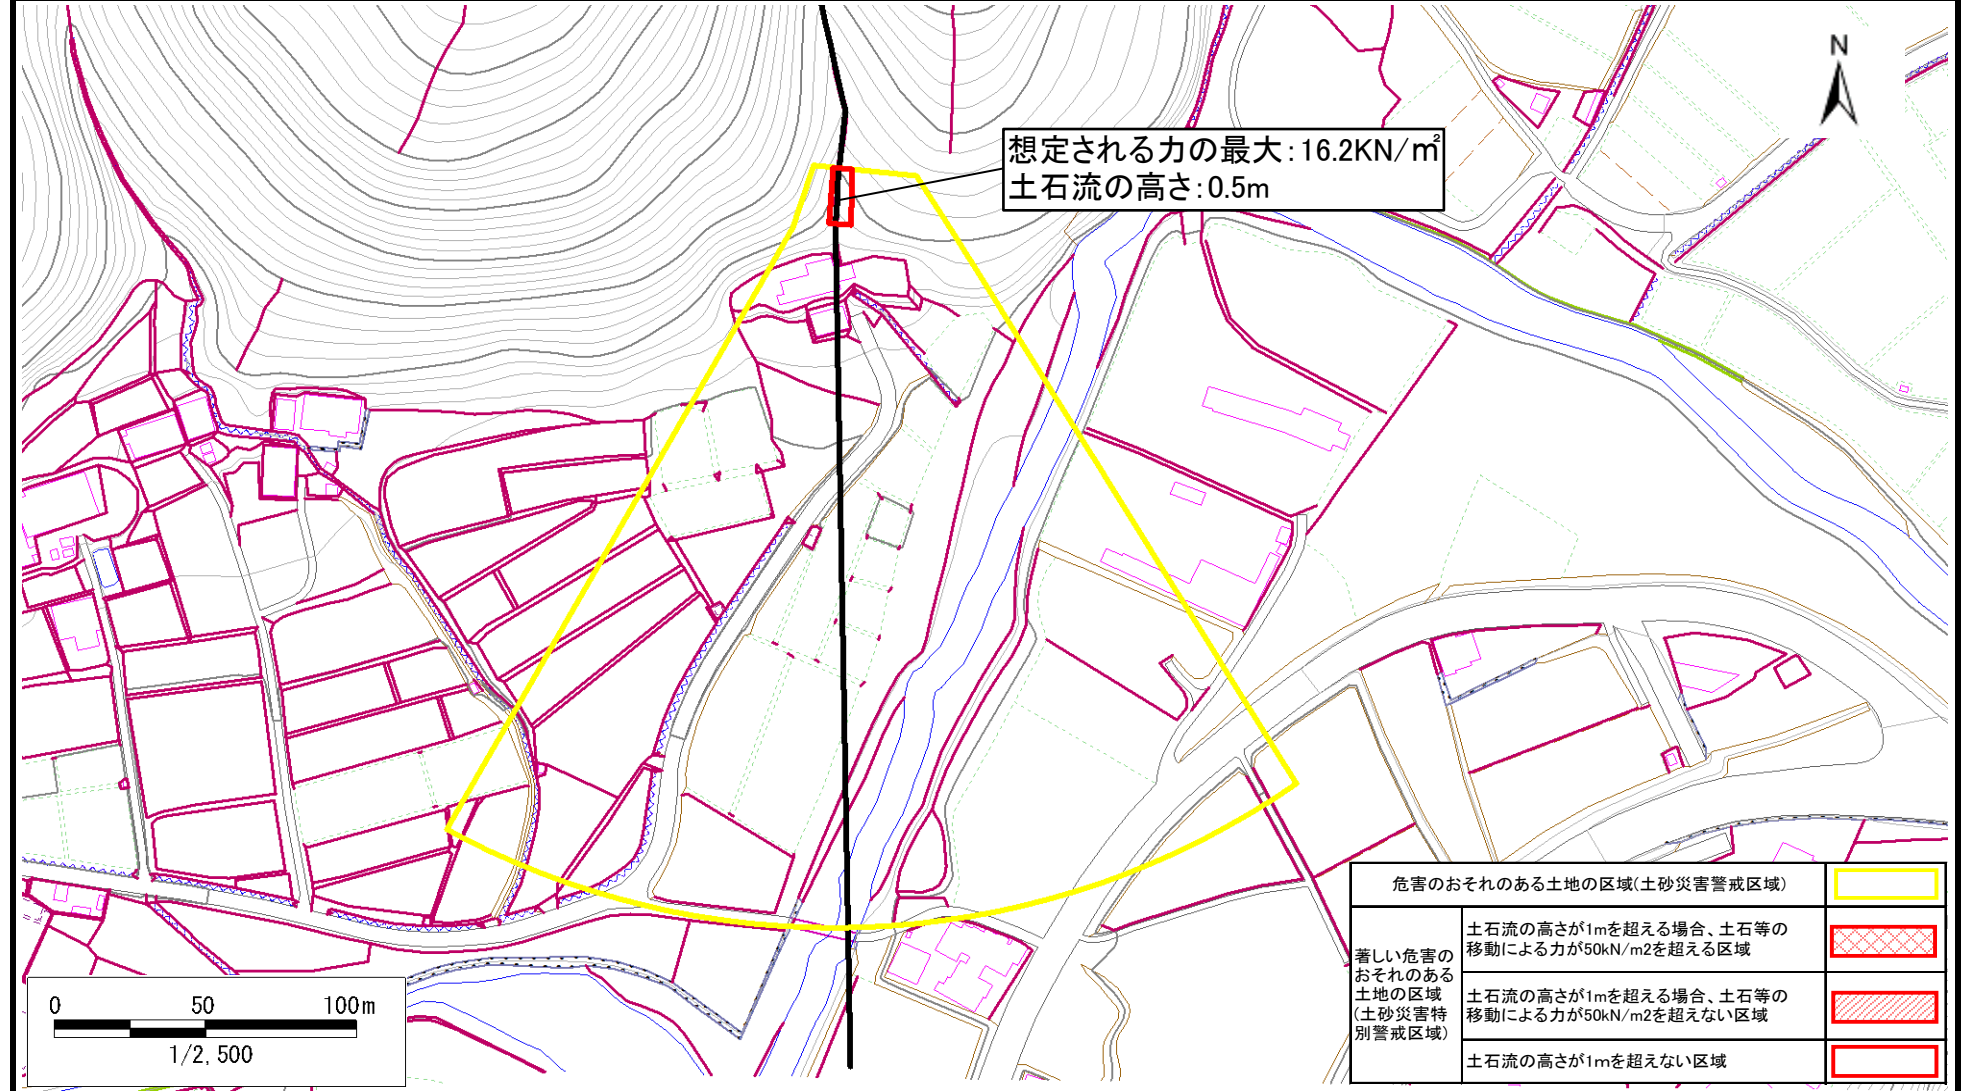 N
想定される力の最大:16.2KN/㎡
土石流の高さ:0.5m
0 50 100m
1/2,500
危害のおそれのある土地の区域(土砂災害警戒区域)
著しい危害の
おそれのある
土地の区域
(土砂災害特
別警戒区域)
土石流の高さが1mを超える場合、土石等の
移動による力が50kN/m2を超える区域
土石流の高さが1mを超える場合、土石等の
移動による力が50kN/m2を超えない区域
土石流の高さが1mを超えない区域